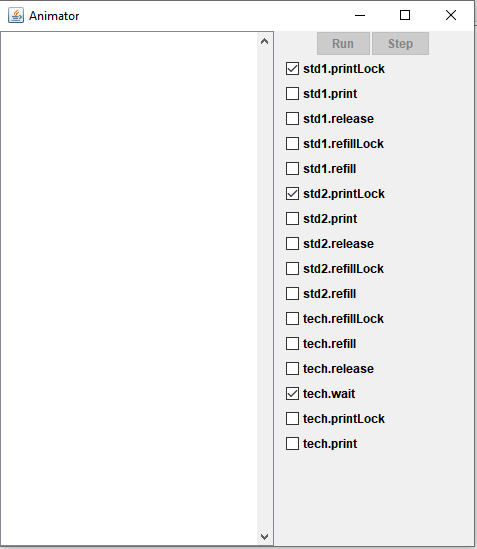 Animator
Run Step
std1.printLock
std1.print
std1.release
std1.refillLock
std1.refill
std2.printLock
std2.print
std2.release
std2.refillLock
std2.refill
tech.refillLock
tech.refill
tech.release
tech.wait
tech.printLock
tech.print